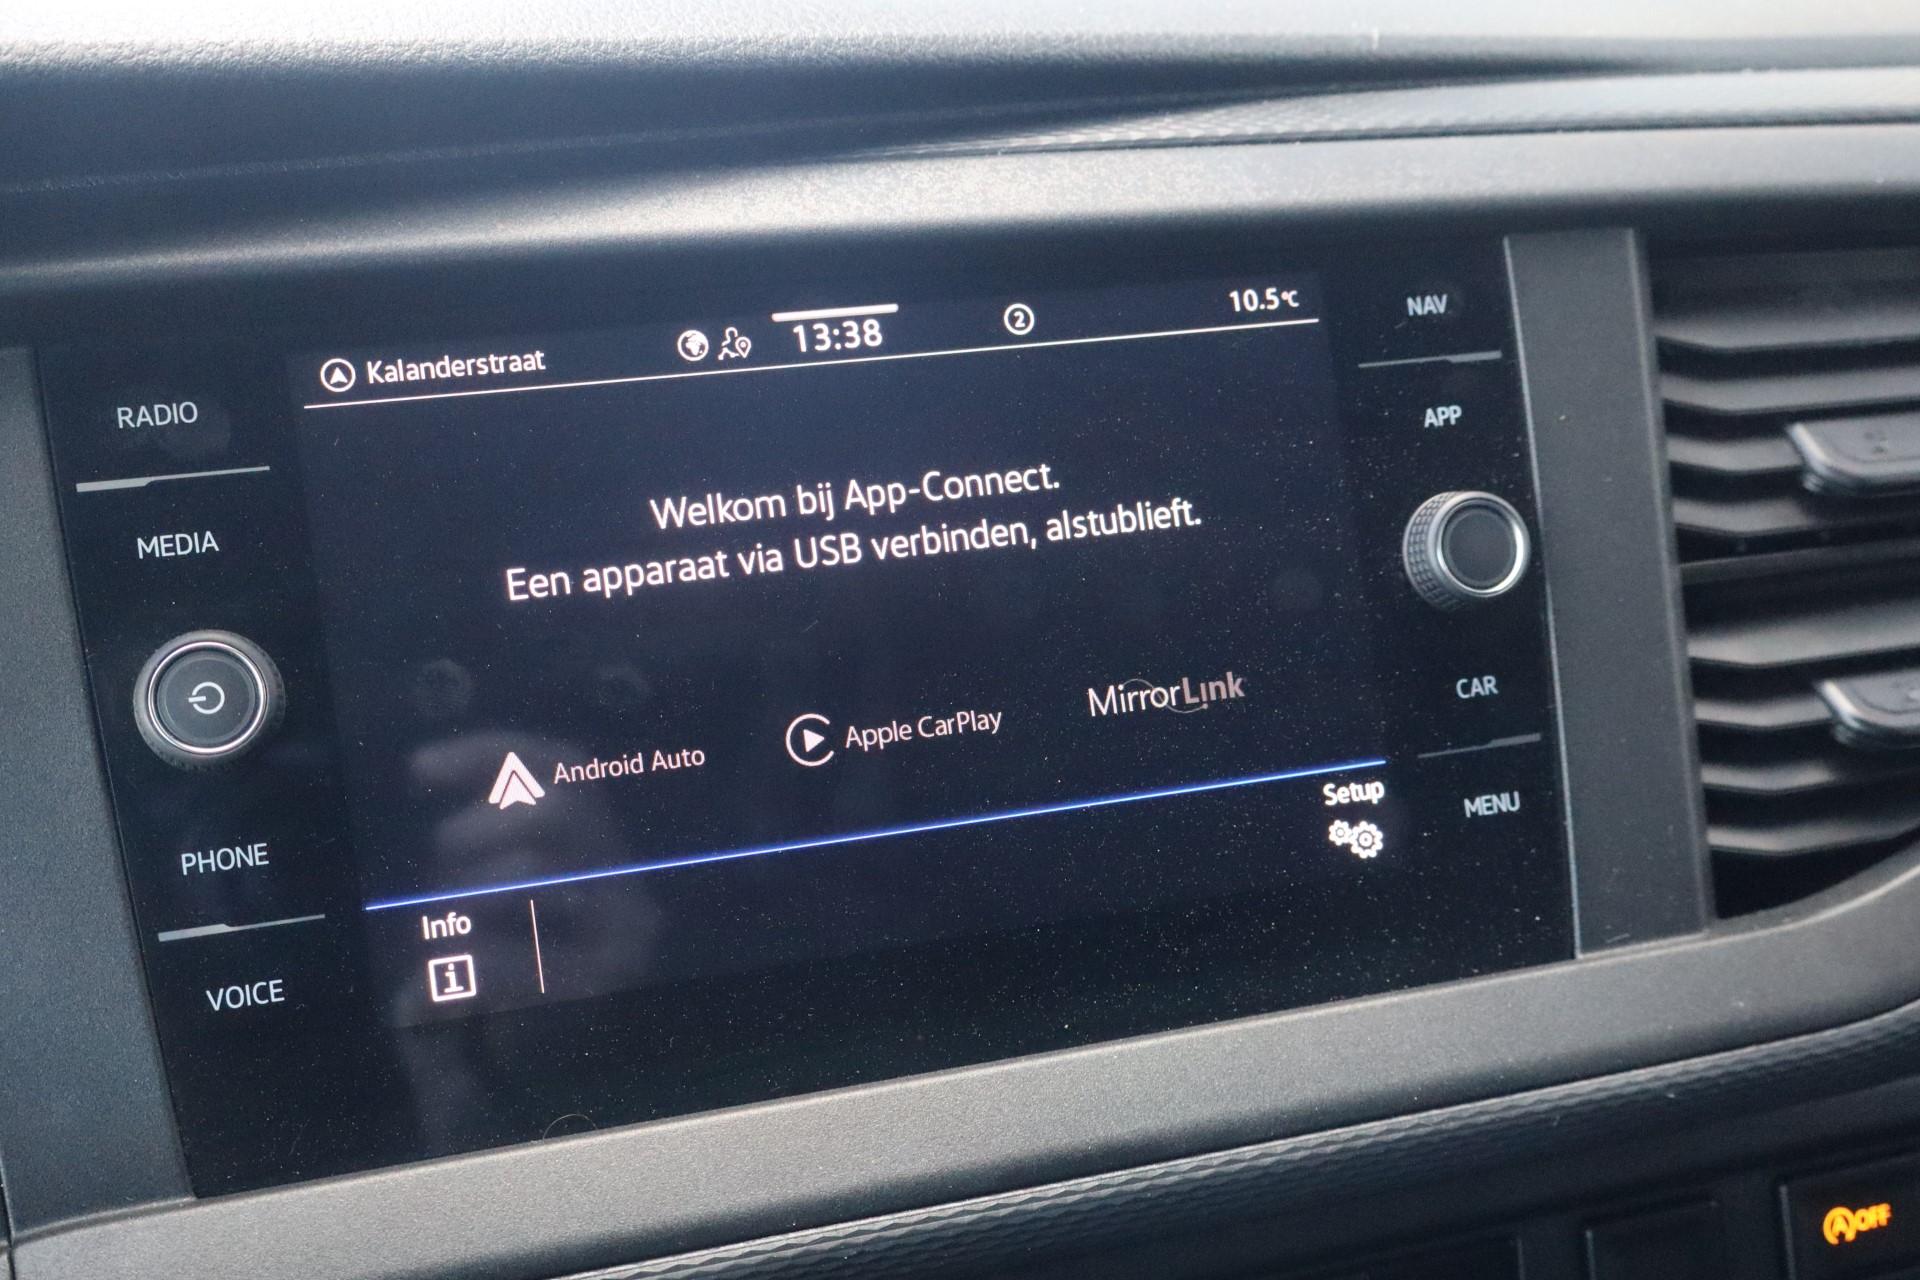 Kalanderstraat
13:38
2
10.5°C
Welkom bij App-Connect.
Een apparaat via USB verbinden, alstublieft.
Android Auto
Apple CarPlay
MirrorLink
Info
i
Setup
RADIO
MEDIA
PHONE
VOICE
NAV
APP
CAR
MENU
A OFF